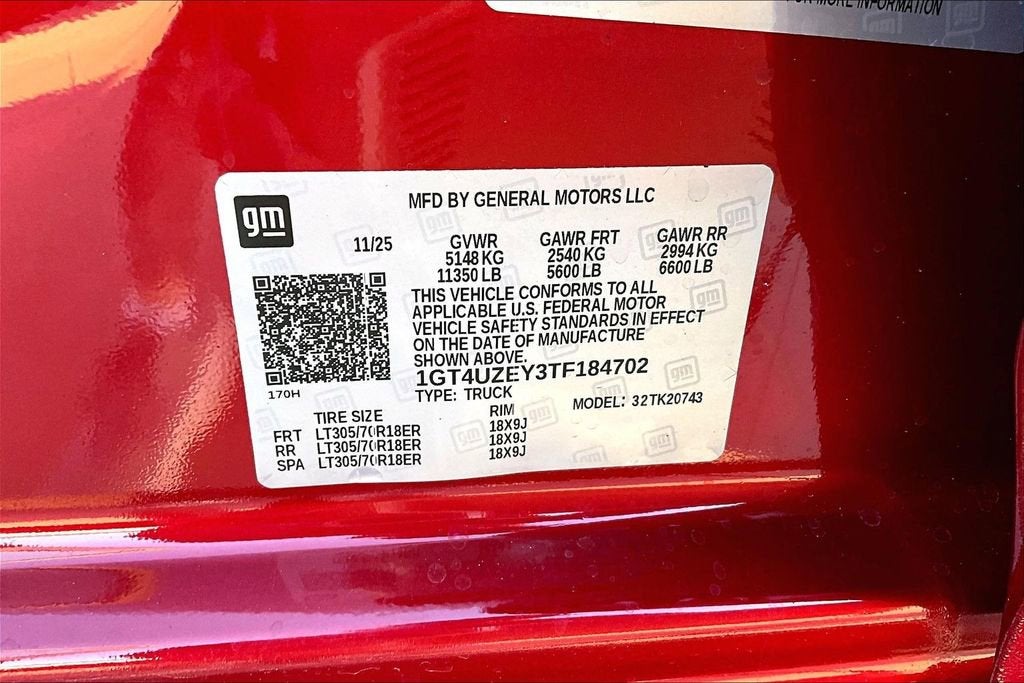 FOR MORE INFORMATION
gm
MFD BY GENERAL MOTORS LLC
11/25
GVWR GAWR FRT GAWR RR
5148 KG 2540 KG 2994 KG
11350 LB 5600 LB 6600 LB
THIS VEHICLE CONFORMS TO ALL
APPLICABLE U.S. FEDERAL MOTOR
VEHICLE SAFETY STANDARDS IN EFFECT
ON THE DATE OF MANUFACTURE
SHOWN ABOVE.
1GT4UZEY3TF184702
170H
TYPE: TRUCK MODEL: 32TK20743
TIRE SIZE RIM
FRT LT305/70R18ER 18X9J
RR LT305/70R18ER 18X9J
SPA LT305/70R18ER 18X9J